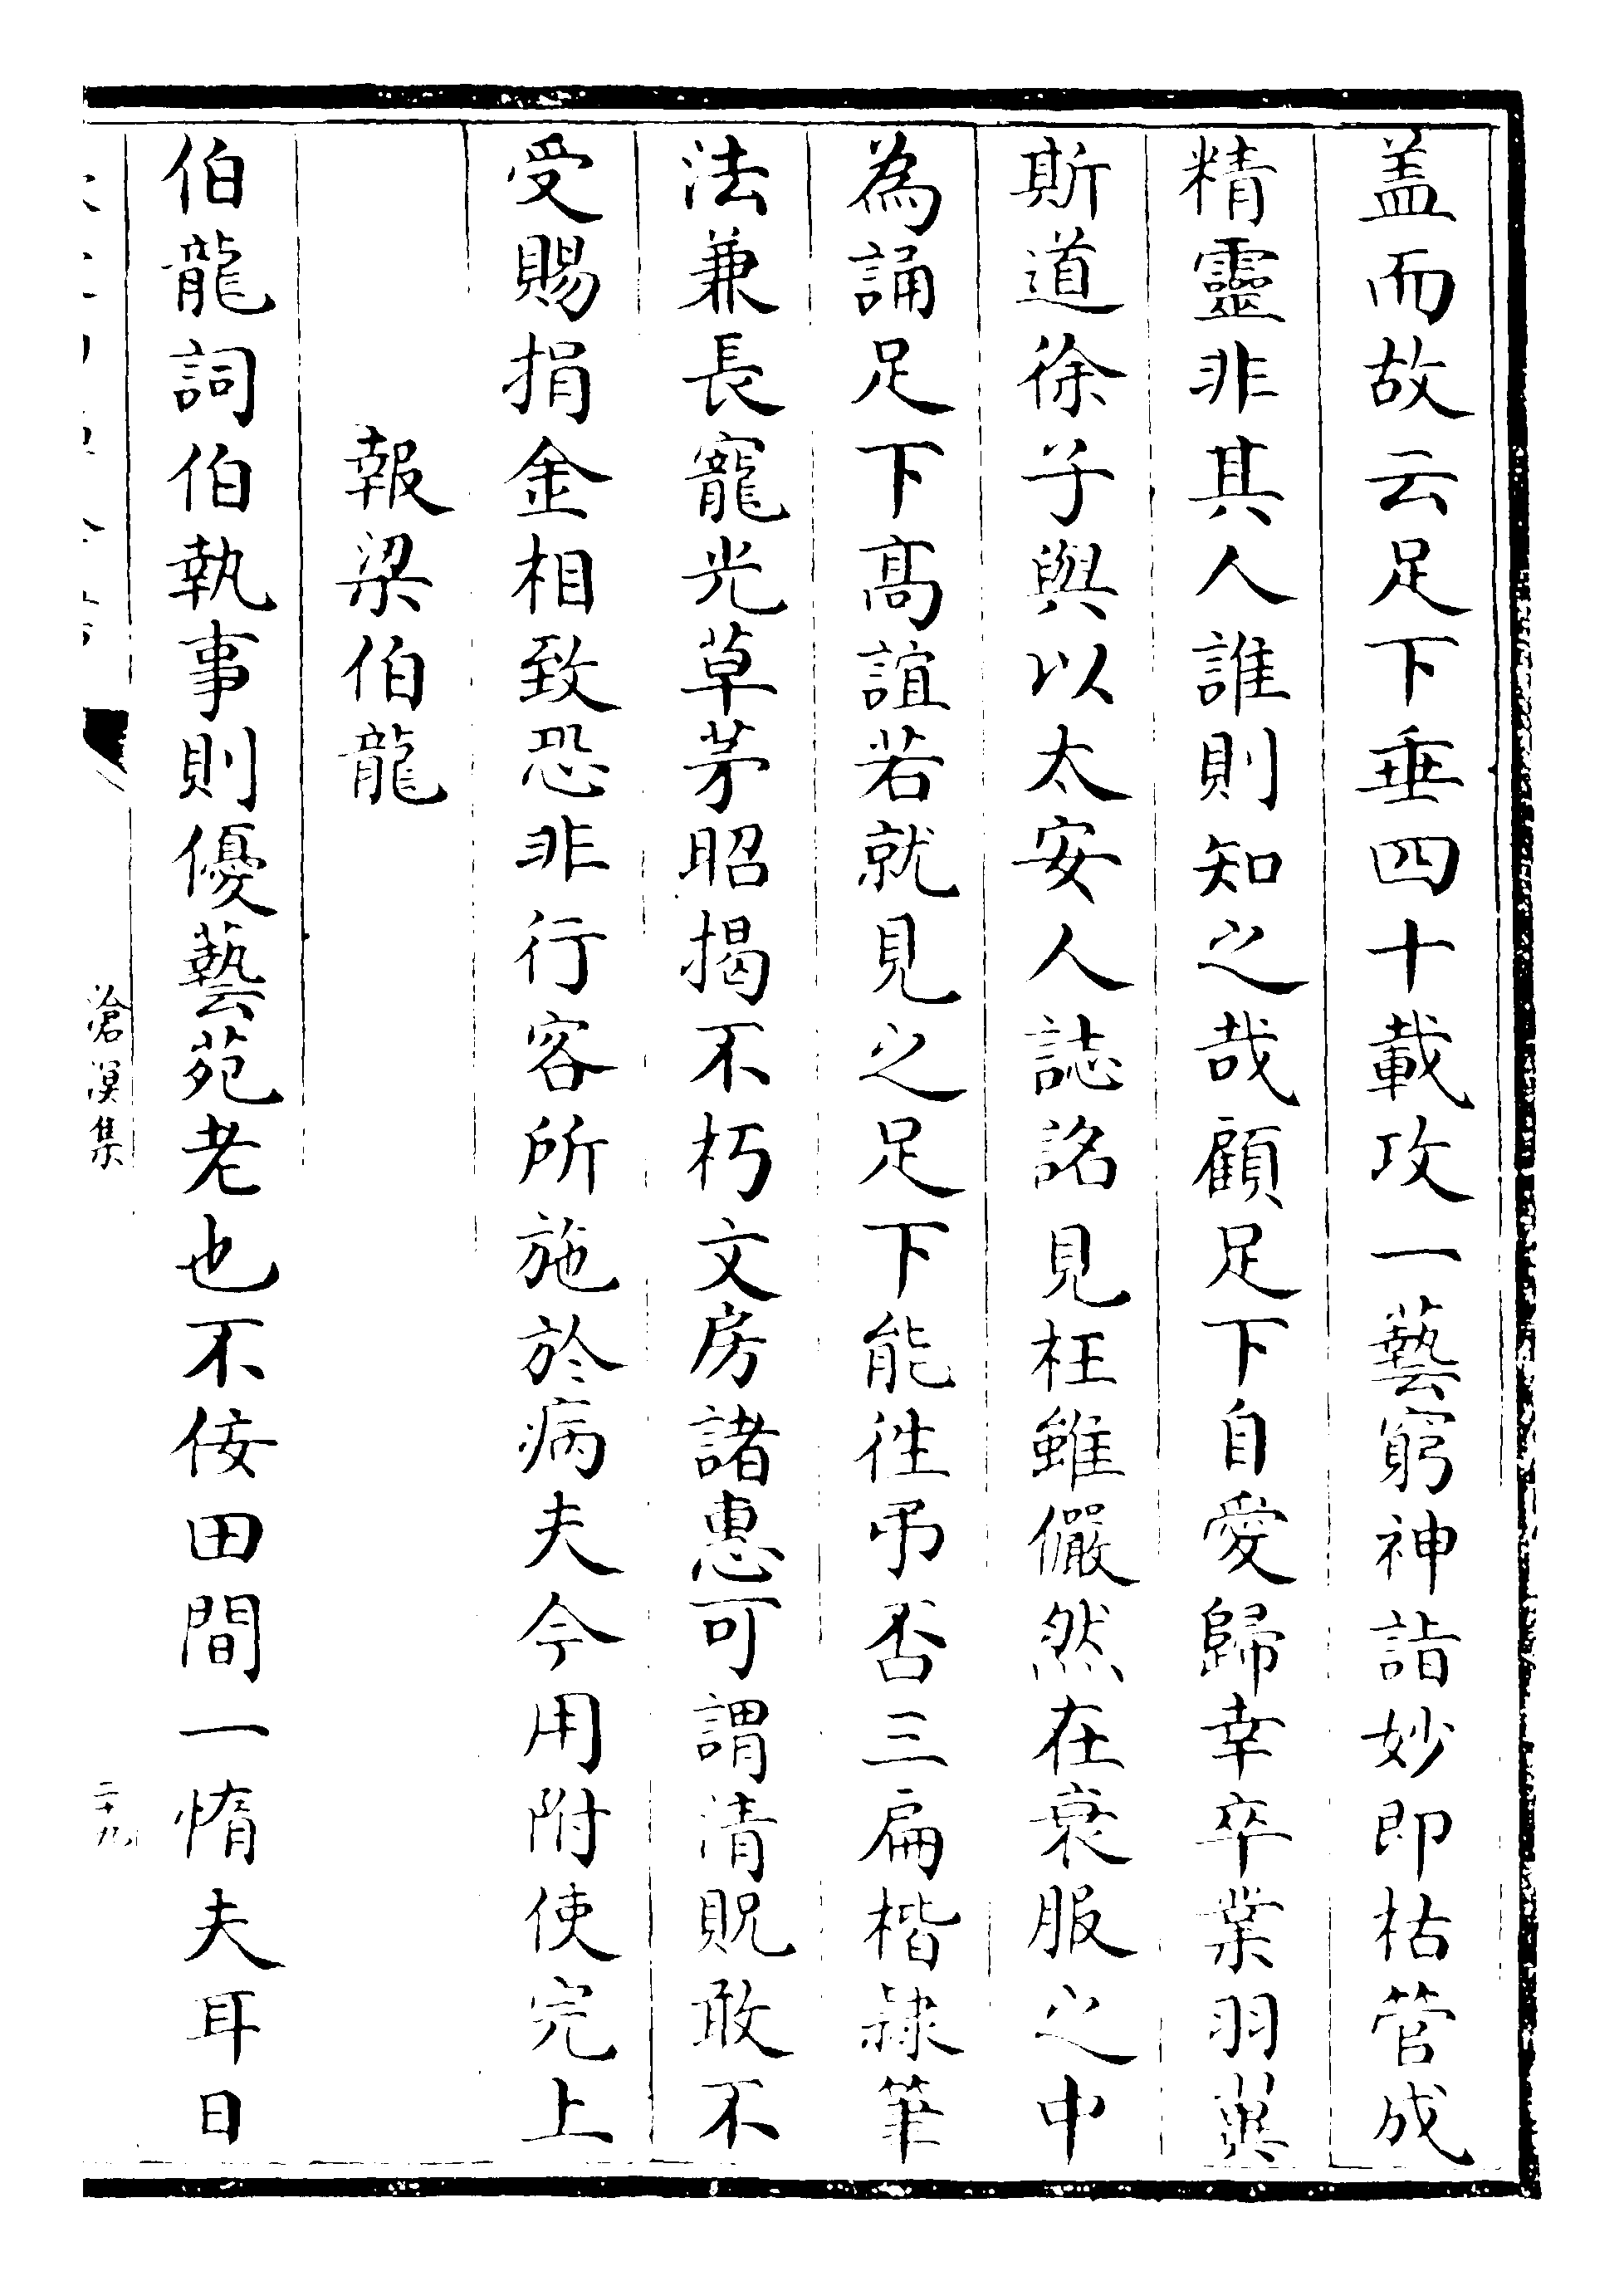 盖而故云足下垂四十載攻一藝窮神詣妙即枯管成
精靈非其人誰則知之哉顧足下自愛歸幸卒業羽翼
斯道徐子與以太安人誌銘見枉雖儼然在衰服之中
為誦足下高誼若就見之足下能徃弔否三扁楷隷筆
法兼長寵光草茅昭揭不朽文房諸惠可謂清貺敢不
受賜捐金相致恐非行客所施於病夫今用附使完上
報梁伯龍
伯龍詞伯執事則優藝苑老也不佞田間一惰夫耳日
滄溟集
二十九